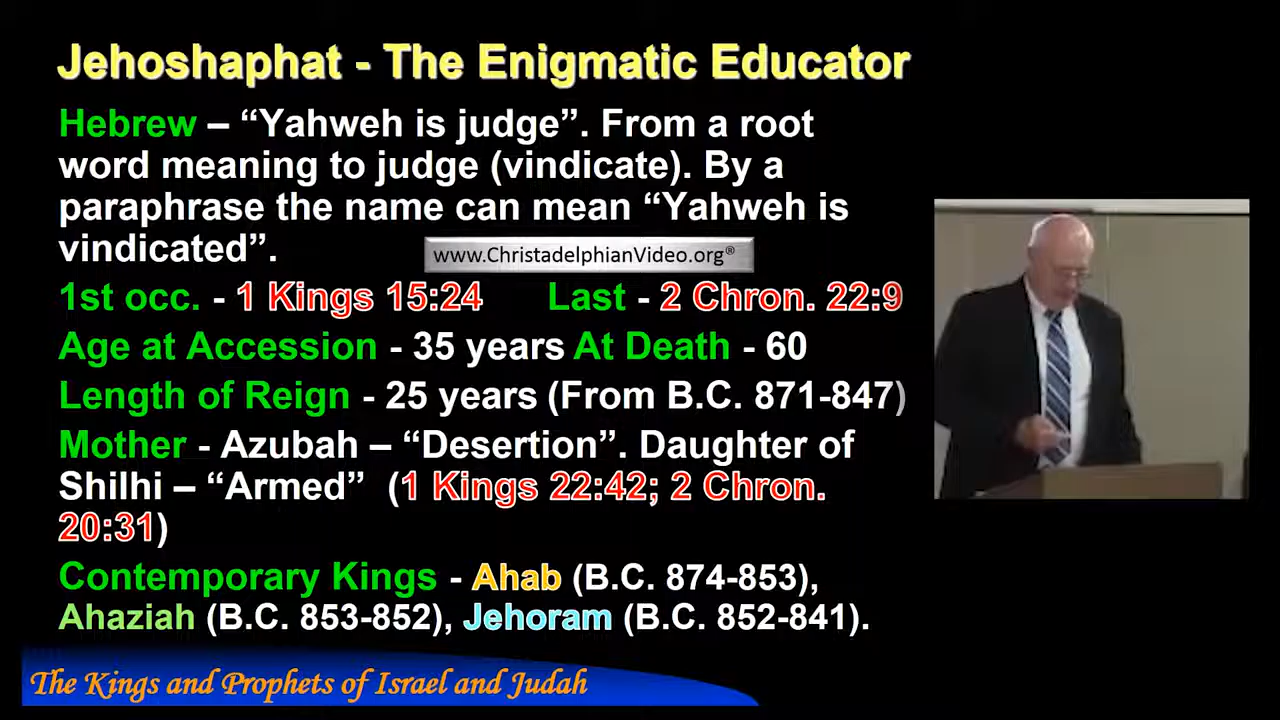 Jehoshaphat - The Enigmatic Educator
Hebrew – “Yahweh is judge”. From a root
word meaning to judge (vindicate). By a
paraphrase the name can mean “Yahweh is
vindicated”.
www.ChristadelphianVideo.org®
1st occ. - 1 Kings 15:24 Last - 2 Chron. 22:9
Age at Accession - 35 years At Death - 60
Length of Reign - 25 years (From B.C. 871-847)
Mother - Azubah – “Desertion”. Daughter of
Shilhi – “Armed” (1 Kings 22:42; 2 Chron.
20:31)
Contemporary Kings - Ahab (B.C. 874-853),
Ahaziah (B.C. 853-852), Jehoram (B.C. 852-841).
The Kings and Prophets of Israel and Judah